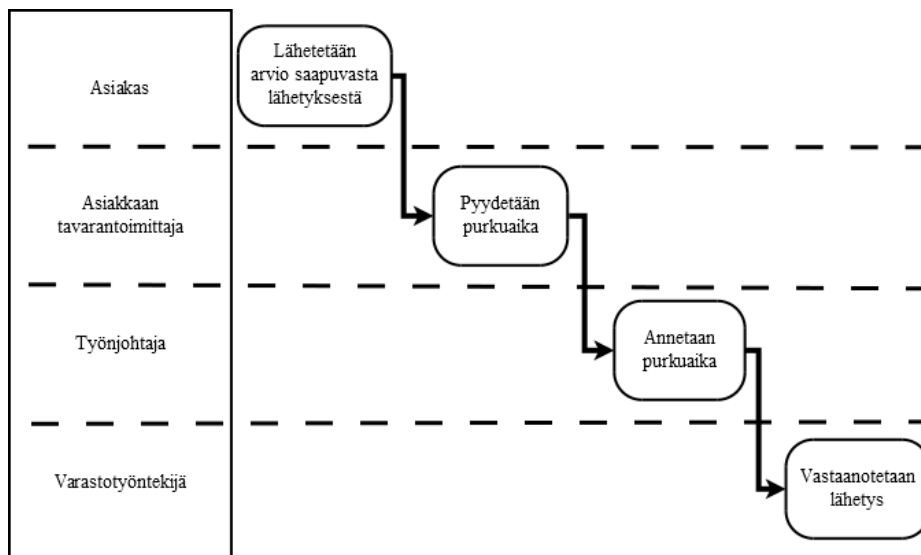 Asiakas
Lähetetään
arvio saapuvasta
lähetyksestä
Asiakkaan
tavarantoimittaja
Pyydetään
purkuaika
Työnjohtaja
Annetaan
purkuaika
Varastotyöntekijä
Vastaanotetaan
lähetys